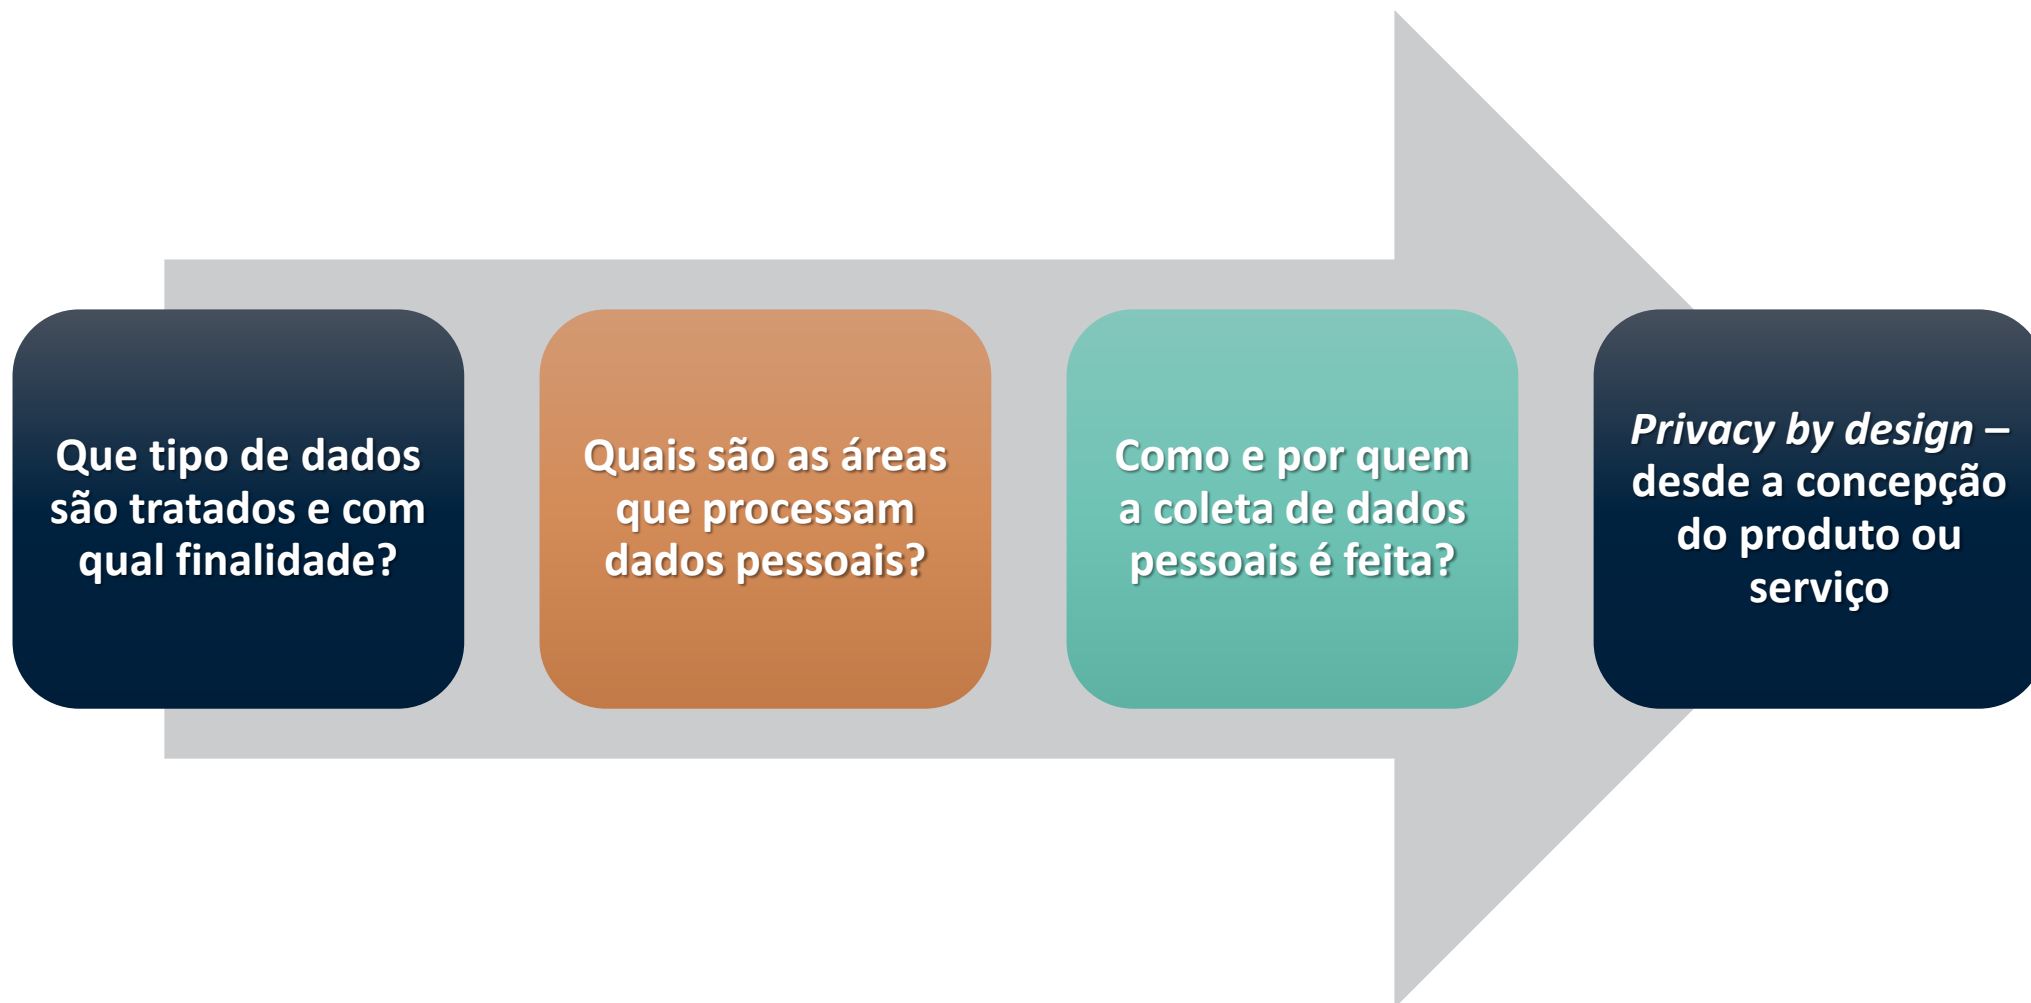 Que tipo de dados
são tratados e com
qual finalidade?
Quais são as áreas
que processam
dados pessoais?
Como e por quem
a coleta de dados
pessoais é feita?
Privacy by design –
desde a concepção
do produto ou
serviço